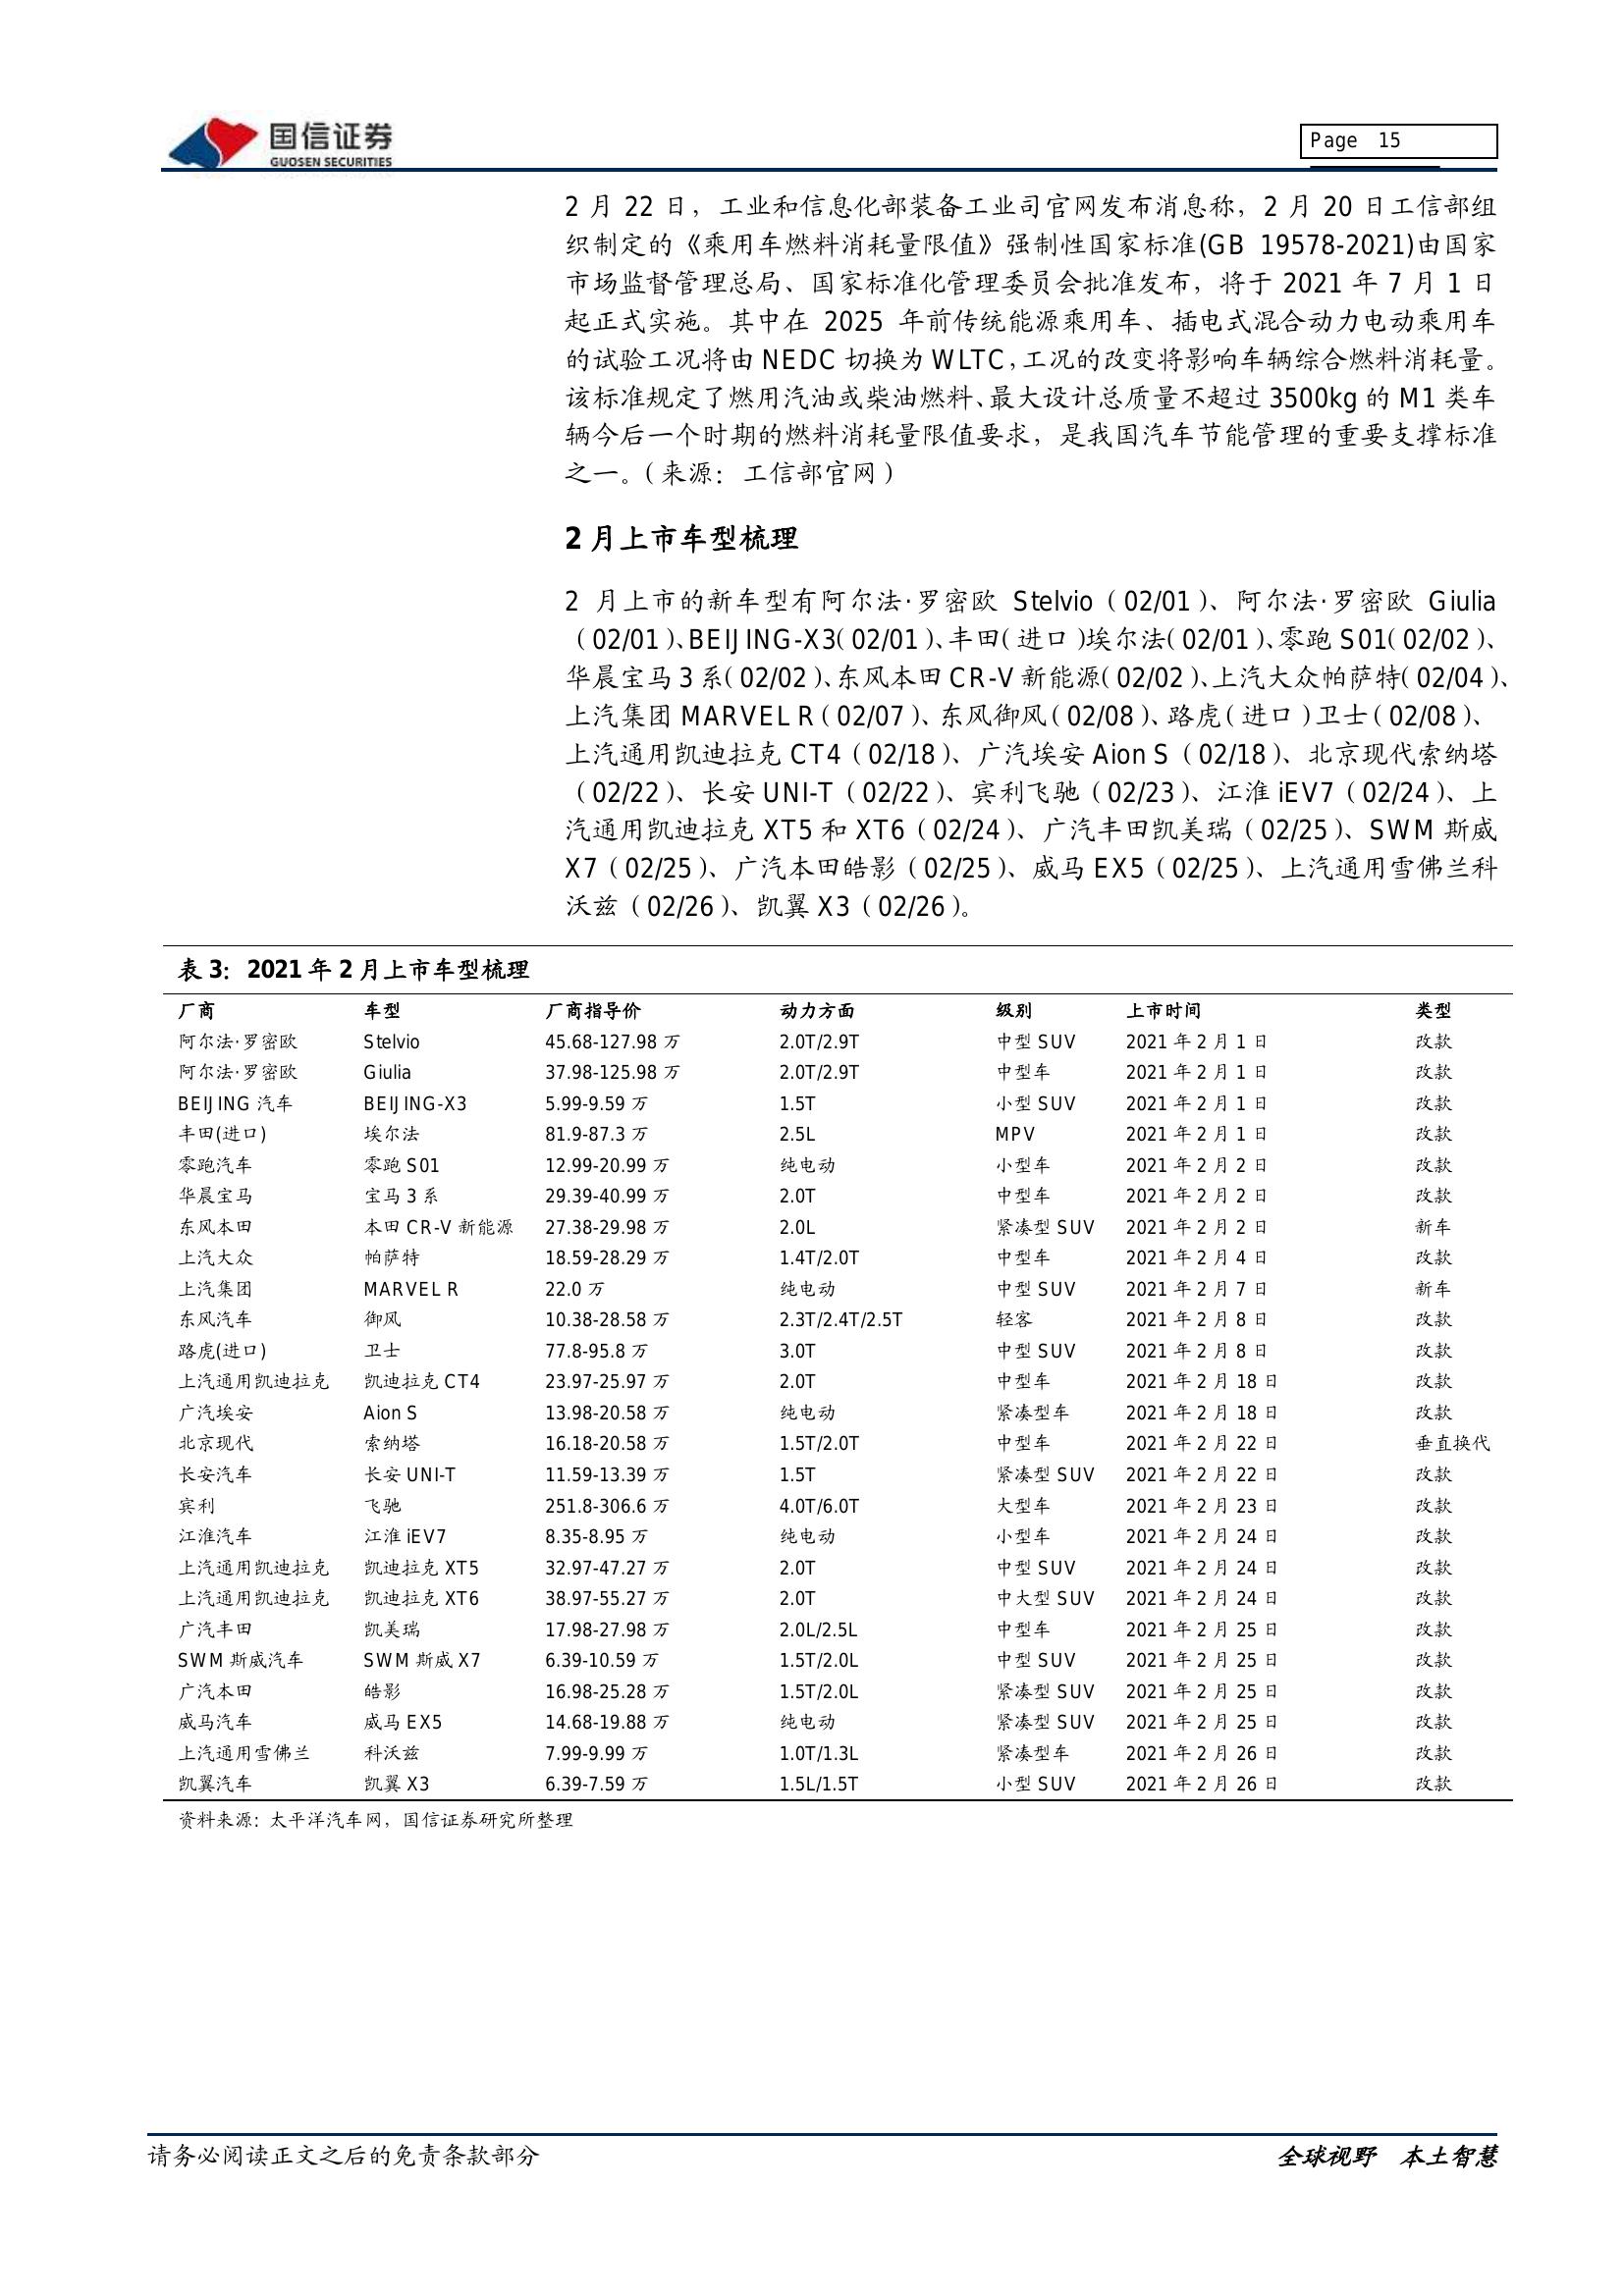 国信证券
GUOSEN SECURITIES
Page 15
2 月 22 日，工业和信息化部装备工业司官网发布消息称，2 月 20 日工信部组
织制定的《乘用车燃料消耗量限值》强制性国家标准(GB 19578-2021)由国家
市场监督管理总局、国家标准化管理委员会批准发布，将于 2021 年 7 月 1 日
起正式实施。其中在 2025 年前传统能源乘用车、插电式混合动力电动乘用车
的试验工况将由 NEDC 切换为 WLTC，工况的改变将影响车辆综合燃料消耗量。
该标准规定了燃用汽油或柴油燃料、最大设计总质量不超过 3500kg 的 M1 类车
辆今后一个时期的燃料消耗量限值要求，是我国汽车节能管理的重要支撑标准
之一。（来源：工信部官网）
2 月上市车型梳理
2 月上市的新车型有阿尔法·罗密欧 Stelvio（02/01）、阿尔法·罗密欧 Giulia
（02/01）、BEIJING-X3（02/01）、丰田（进口）埃尔法（02/01）、零跑 S01（02/02）、
华晨宝马 3 系（02/02）、东风本田 CR-V 新能源（02/02）、上汽大众帕萨特（02/04）、
上汽集团 MARVEL R（02/07）、东风御风（02/08）、路虎（进口）卫士（02/08）、
上汽通用凯迪拉克 CT4（02/18）、广汽埃安 Aion S（02/18）、北京现代索纳塔
（02/22）、长安 UNI-T（02/22）、宾利飞驰（02/23）、江淮 iEV7（02/24）、上
汽通用凯迪拉克 XT5 和 XT6（02/24）、广汽丰田凯美瑞（02/25）、SWM 斯威
X7（02/25）、广汽本田皓影（02/25）、威马 EX5（02/25）、上汽通用雪佛兰科
沃兹（02/26）、凯翼 X3（02/26）。
表 3：2021 年 2 月上市车型梳理
厂商 车型 厂商指导价 动力方面 级别 上市时间 类型
阿尔法·罗密欧 Stelvio 45.68-127.98 万 2.0T/2.9T 中型 SUV 2021 年 2 月 1 日 改款
阿尔法·罗密欧 Giulia 37.98-125.98 万 2.0T/2.9T 中型车 2021 年 2 月 1 日 改款
BEIJING 汽车 BEIJING-X3 5.99-9.59 万 1.5T 小型 SUV 2021 年 2 月 1 日 改款
丰田(进口) 埃尔法 81.9-87.3 万 2.5L MPV 2021 年 2 月 1 日 改款
零跑汽车 零跑 S01 12.99-20.99 万 纯电动 小型车 2021 年 2 月 2 日 改款
华晨宝马 宝马 3 系 29.39-40.99 万 2.0T 中型车 2021 年 2 月 2 日 改款
东风本田 本田 CR-V 新能源 27.38-29.98 万 2.0L 紧凑型 SUV 2021 年 2 月 2 日 新车
上汽大众 帕萨特 18.59-28.29 万 1.4T/2.0T 中型车 2021 年 2 月 4 日 改款
上汽集团 MARVEL R 22.0 万 纯电动 中型 SUV 2021 年 2 月 7 日 新车
东风汽车 御风 10.38-28.58 万 2.3T/2.4T/2.5T 轻客 2021 年 2 月 8 日 改款
路虎(进口) 卫士 77.8-95.8 万 3.0T 中型 SUV 2021 年 2 月 8 日 改款
上汽通用凯迪拉克 凯迪拉克 CT4 23.97-25.97 万 2.0T 中型车 2021 年 2 月 18 日 改款
广汽埃安 Aion S 13.98-20.58 万 纯电动 紧凑型车 2021 年 2 月 18 日 改款
北京现代 索纳塔 16.18-20.58 万 1.5T/2.0T 中型车 2021 年 2 月 22 日 垂直换代
长安汽车 长安 UNI-T 11.59-13.39 万 1.5T 紧凑型 SUV 2021 年 2 月 22 日 改款
宾利 飞驰 251.8-306.6 万 4.0T/6.0T 大型车 2021 年 2 月 23 日 改款
江淮汽车 江淮 iEV7 8.35-8.95 万 纯电动 小型车 2021 年 2 月 24 日 改款
上汽通用凯迪拉克 凯迪拉克 XT5 32.97-47.27 万 2.0T 中型 SUV 2021 年 2 月 24 日 改款
上汽通用凯迪拉克 凯迪拉克 XT6 38.97-55.27 万 2.0T 中大型 SUV 2021 年 2 月 24 日 改款
广汽丰田 凯美瑞 17.98-27.98 万 2.0L/2.5L 中型车 2021 年 2 月 25 日 改款
SWM 斯威汽车 SWM 斯威 X7 6.39-10.59 万 1.5T/2.0L 中型 SUV 2021 年 2 月 25 日 改款
广汽本田 皓影 16.98-25.28 万 1.5T/2.0L 紧凑型 SUV 2021 年 2 月 25 日 改款
威马汽车 威马 EX5 14.68-19.88 万 纯电动 紧凑型 SUV 2021 年 2 月 25 日 改款
上汽通用雪佛兰 科沃兹 7.99-9.99 万 1.0T/1.3L 紧凑型车 2021 年 2 月 26 日 改款
凯翼汽车 凯翼 X3 6.39-7.59 万 1.5L/1.5T 小型 SUV 2021 年 2 月 26 日 改款
资料来源：太平洋汽车网，国信证券研究所整理
请务必阅读正文之后的免责条款部分 全球视野 本土智慧